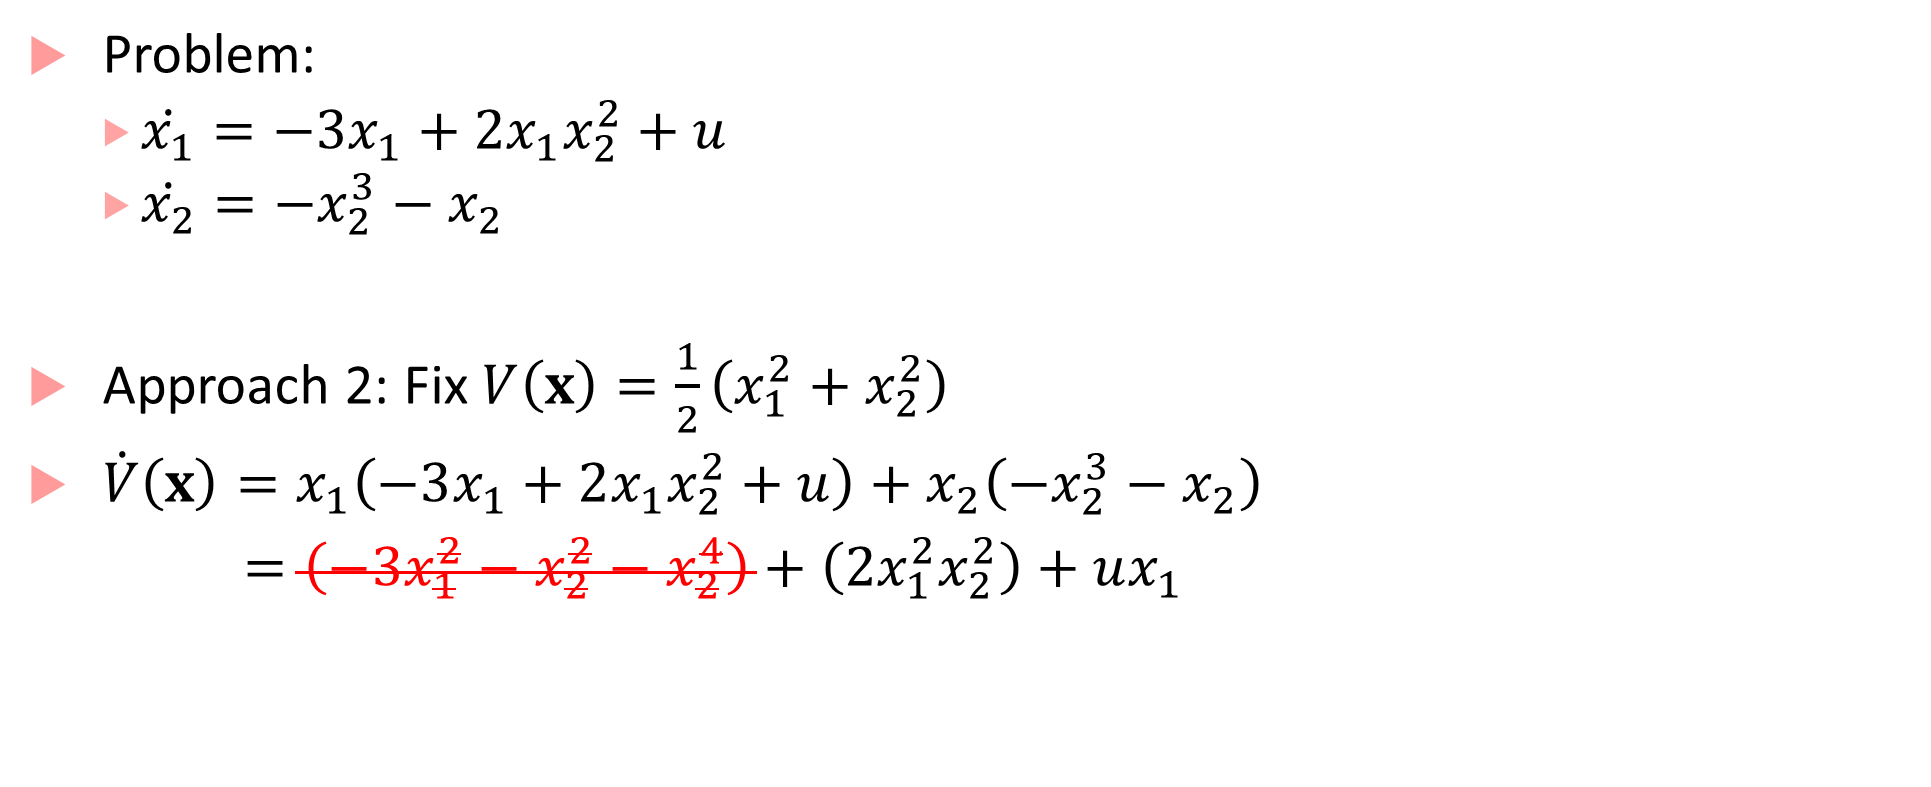 Problem:
ẋ₁ = −3x₁ + 2x₁x₂² + u
ẋ₂ = −x₂³ − x₂
Approach 2: Fix V(𝐱) = 1/2 (x₁² + x₂²)
V̇(𝐱) = x₁(−3x₁ + 2x₁x₂² + u) + x₂(−x₂³ − x₂)
= (−3x₁² − x₂² − x₂⁴) + (2x₁²x₂²) + ux₁